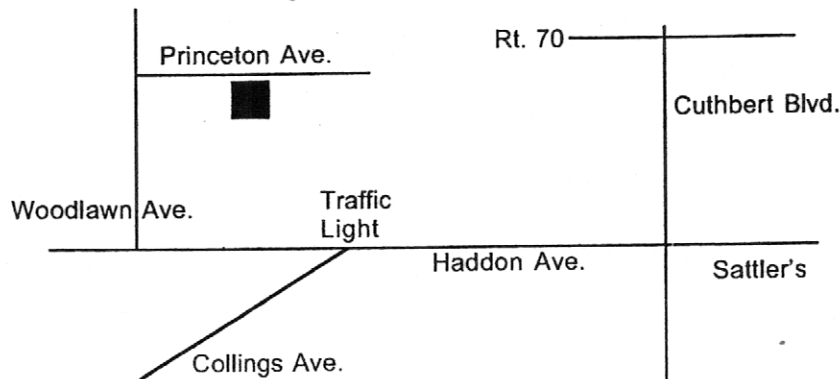 Princeton Ave.
Rt. 70
Cuthbert Blvd.
Woodlawn Ave.
Traffic
Light
Haddon Ave.
Sattler's
Collings Ave.